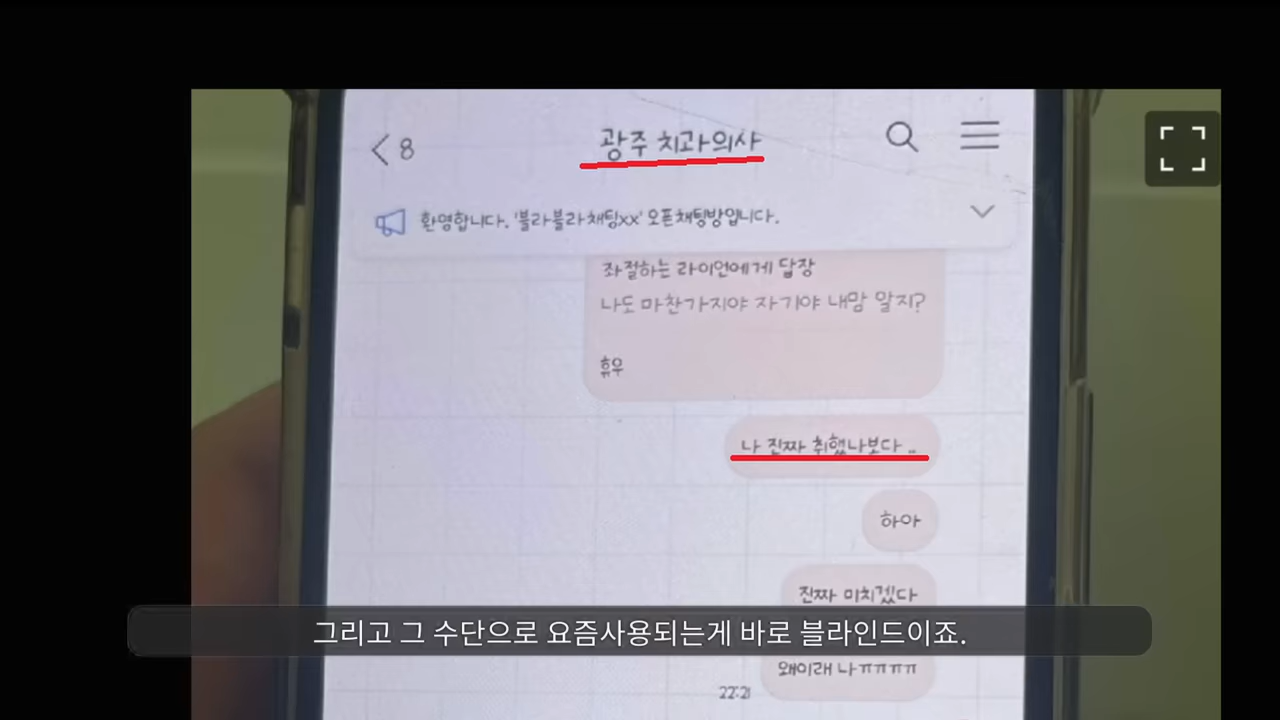 8
광주 치과의사
환영합니다. '블라블라채팅xx' 오픈채팅방입니다.
좌절하는 라이언에게 답장
나도 마찬가지야 자기야 내맘 알지?
휴우
나 진짜 취했나보다 ..
하아
진짜 미치겠다
그리고 그 수단으로 요즘사용되는게 바로 블라인드이죠.
왜이래 나ㅠㅠㅠㅠ
22:21